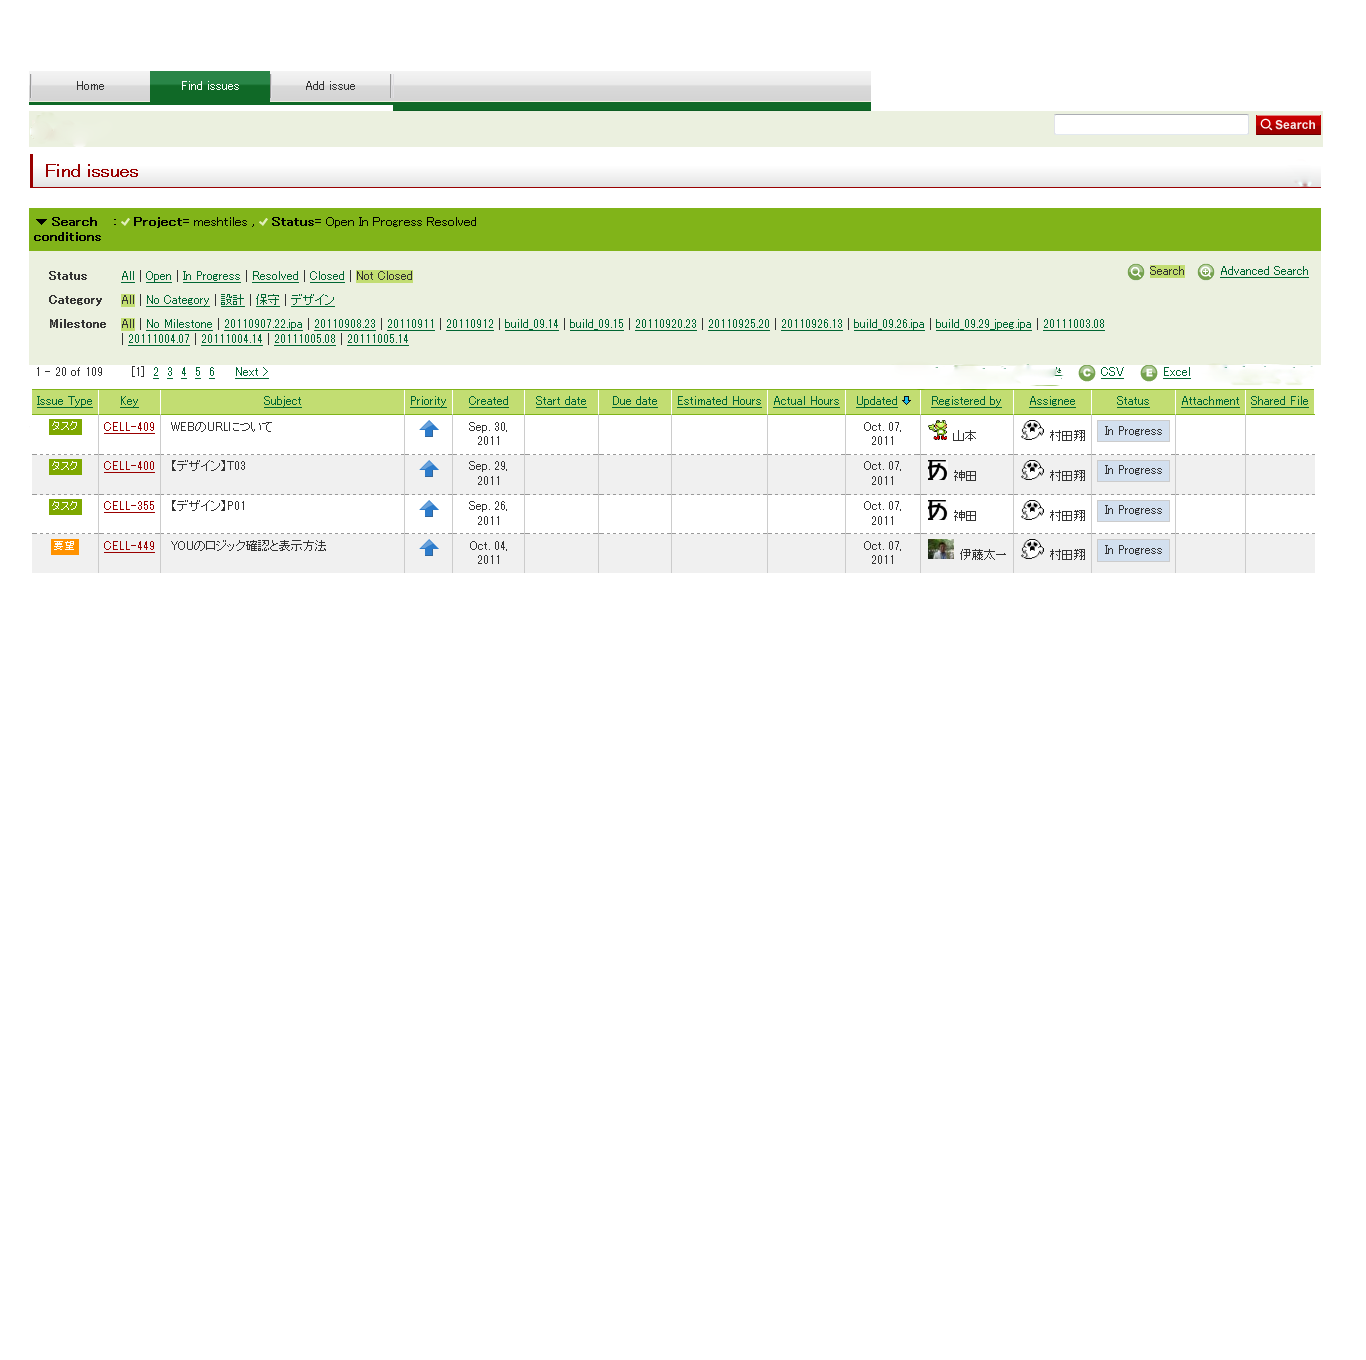 Home Find issues Add issue
Search
Find issues
Search conditions : Project= meshtiles , Status= Open In Progress Resolved
Status All | Open | In Progress | Resolved | Closed | Not Closed Search Advanced Search
Category All | No Category | 設計 | 保守 | デザイン
Milestone All | No Milestone | 20110907.22.ipa | 20110908.23 | 20110911 | 20110912 | build_09.14 | build_09.15 | 20110920.23 | 20110925.20 | 20110926.13 | build_09.26.ipa | build_09.29_jpeg.ipa | 20111003.08
| 20111004.07 | 20111004.14 | 20111005.08 | 20111005.14
1 - 20 of 109 [1] 2 3 4 5 6 Next > C CSV E Excel
Issue Type Key Subject Priority Created Start date Due date Estimated Hours Actual Hours Updated Registered by Assignee Status Attachment Shared File
タスク CELL-409 WEBのURLについて Sep. 30, 2011 Oct. 07, 2011 山本 村田翔 In Progress
タスク CELL-400 【デザイン】T03 Sep. 29, 2011 Oct. 07, 2011 神田 村田翔 In Progress
タスク CELL-355 【デザイン】P01 Sep. 26, 2011 Oct. 07, 2011 神田 村田翔 In Progress
要望 CELL-449 YOUのロジック確認と表示方法 Oct. 04, 2011 Oct. 07, 2011 伊藤太一 村田翔 In Progress